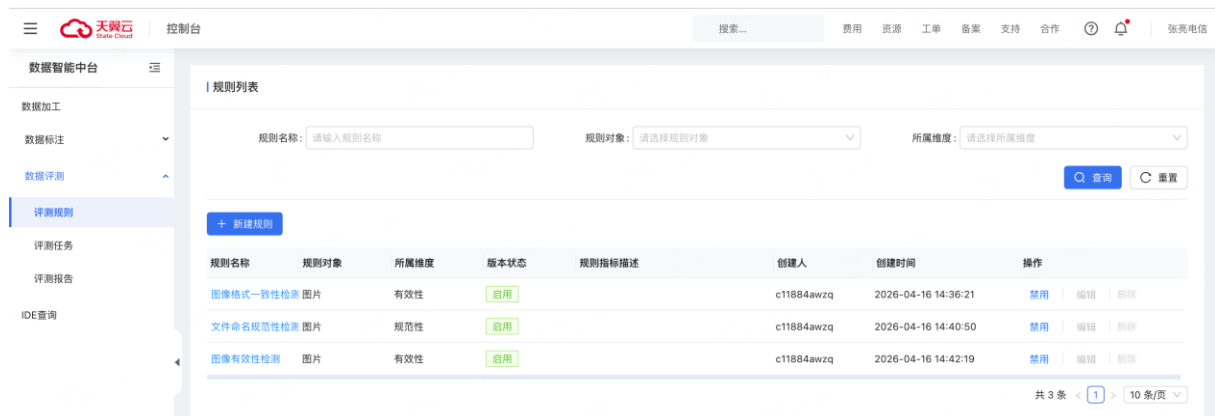 天翼云 State Cloud 控制台 搜索... 费用 资源 工单 备案 支持 合作 张亮电信
数据智能中台
数据加工
数据标注
数据评测
评测规则
评测任务
评测报告
IDE查询
规则列表
规则名称: 请输入规则名称 规则对象: 请选择规则对象 所属维度: 请选择所属维度
查询 重置
+ 新建规则
规则名称 规则对象 所属维度 版本状态 规则指标描述 创建人 创建时间 操作
图像格式一致性检测 图片 有效性 启用 c11884awzq 2026-04-16 14:36:21 禁用 编辑 删除
文件命名规范性检测 图片 规范性 启用 c11884awzq 2026-04-16 14:40:50 禁用 编辑 删除
图像有效性检测 图片 有效性 启用 c11884awzq 2026-04-16 14:42:19 禁用 编辑 删除
共 3 条 < 1 > 10 条/页